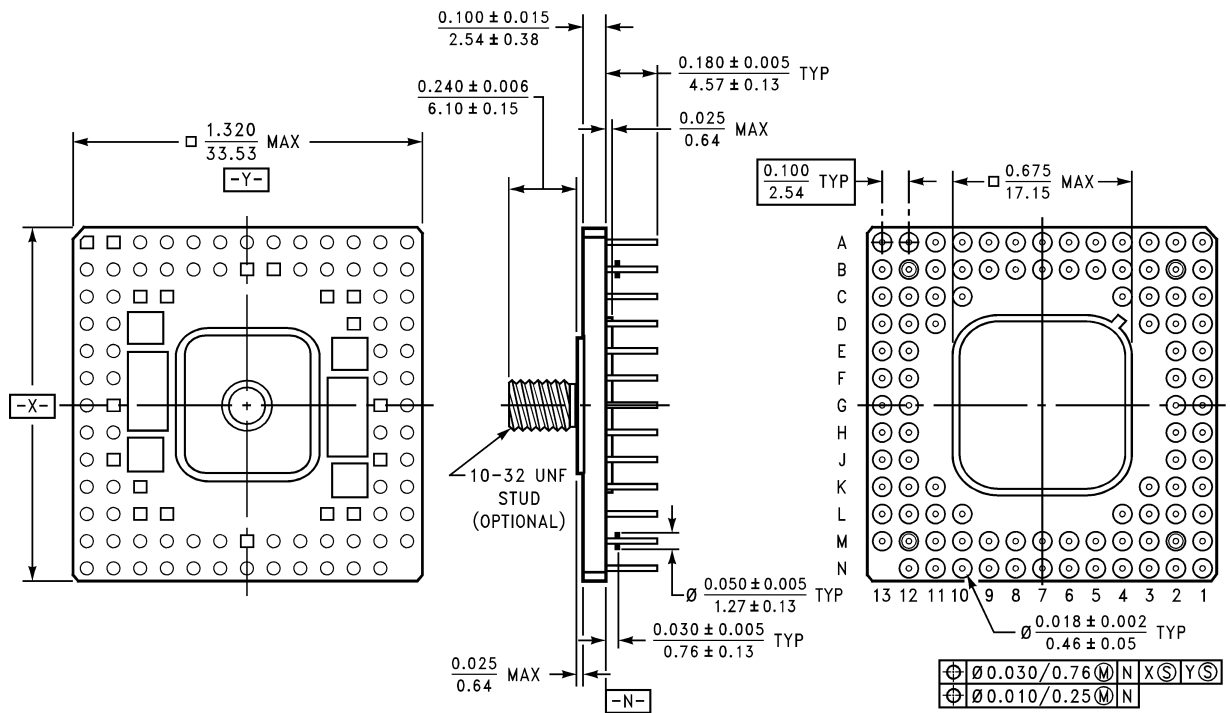 0.100 ± 0.015
2.54 ± 0.38
0.180 ± 0.005 TYP
4.57 ± 0.13
0.240 ± 0.006
6.10 ± 0.15
0.025 MAX
0.64
□ 1.320 MAX
33.53
-Y-
0.100 TYP
2.54
□ 0.675 MAX
17.15
-X-
A
B
C
D
E
F
G
H
J
K
L
M
N
13 12 11 10 9 8 7 6 5 4 3 2 1
10-32 UNF
STUD
(OPTIONAL)
Ø 0.050 ± 0.005 TYP
1.27 ± 0.13
0.030 ± 0.005 TYP
0.76 ± 0.13
0.025 MAX
0.64
-N-
Ø 0.018 ± 0.002 TYP
0.46 ± 0.05
⌖ Ø 0.030/0.76 Ⓜ N X Ⓢ Y Ⓢ
⌖ Ø 0.010/0.25 Ⓜ N